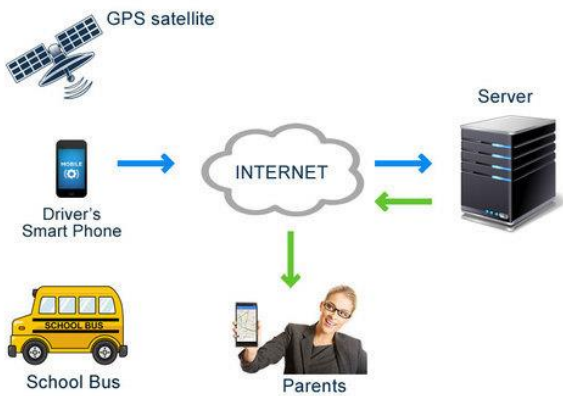 GPS satellite
Server
MOBILE
INTERNET
Driver's
Smart Phone
SCHOOL BUS
School Bus
Parents